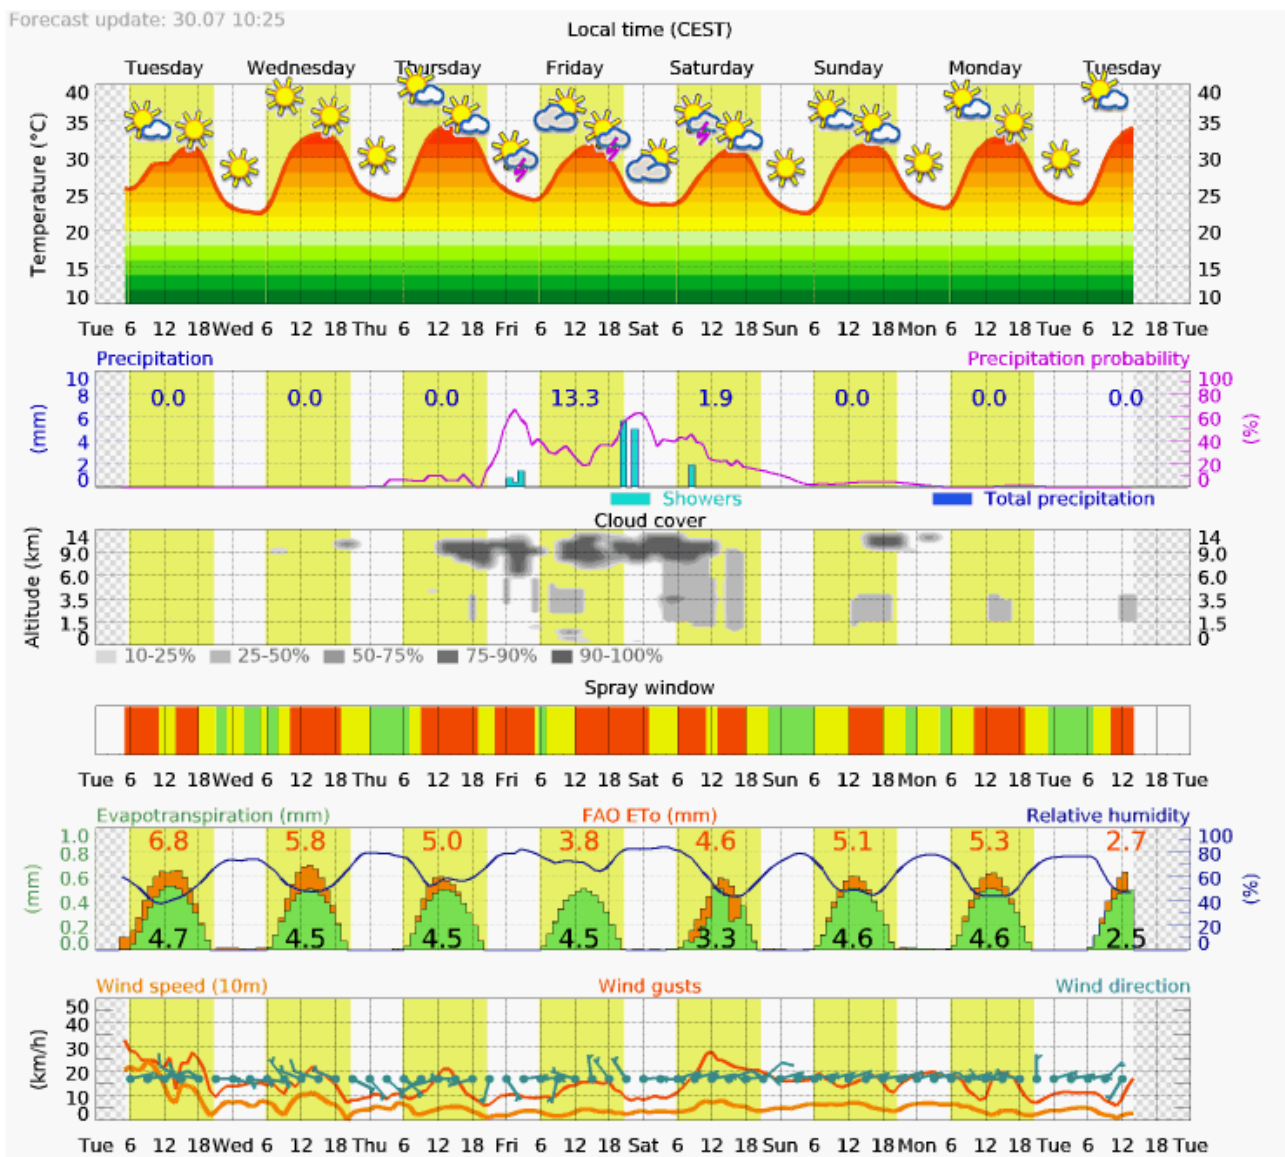 Forecast update: 30.07 10:25
Local time (CEST)
Tuesday Wednesday Thursday Friday Saturday Sunday Monday Tuesday
Temperature (°C)
40 40
35 35
30 30
25 25
20 20
15 15
10 10
Tue 6 12 18 Wed 6 12 18 Thu 6 12 18 Fri 6 12 18 Sat 6 12 18 Sun 6 12 18 Mon 6 12 18 Tue 6 12 18 Tue
Precipitation Precipitation probability
(mm) (%)
10 100
8 80
6 60
4 40
2 20
0 0
0.0 0.0 0.0 13.3 1.9 0.0 0.0 0.0
Showers Total precipitation
Cloud cover
Altitude (km)
14 14
9.0 9.0
6.0 6.0
3.5 3.5
1.5 1.5
0 0
10-25% 25-50% 50-75% 75-90% 90-100%
Spray window
Tue 6 12 18 Wed 6 12 18 Thu 6 12 18 Fri 6 12 18 Sat 6 12 18 Sun 6 12 18 Mon 6 12 18 Tue 6 12 18 Tue
Evapotranspiration (mm) FAO ETo (mm) Relative humidity
(mm) (%)
1.0 100
0.8 80
0.6 60
0.4 40
0.2 20
0.0 0
6.8 5.8 5.0 3.8 4.6 5.1 5.3 2.7
4.7 4.5 4.5 4.5 3.3 4.6 4.6 2.5
Wind speed (10m) Wind gusts Wind direction
(km/h)
50
40
30
20
10
0
Tue 6 12 18 Wed 6 12 18 Thu 6 12 18 Fri 6 12 18 Sat 6 12 18 Sun 6 12 18 Mon 6 12 18 Tue 6 12 18 Tue